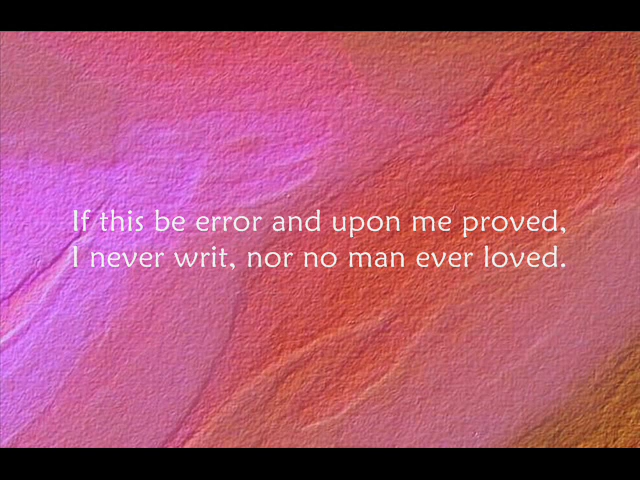 If this be error and upon me proved,
I never writ, nor no man ever loved.